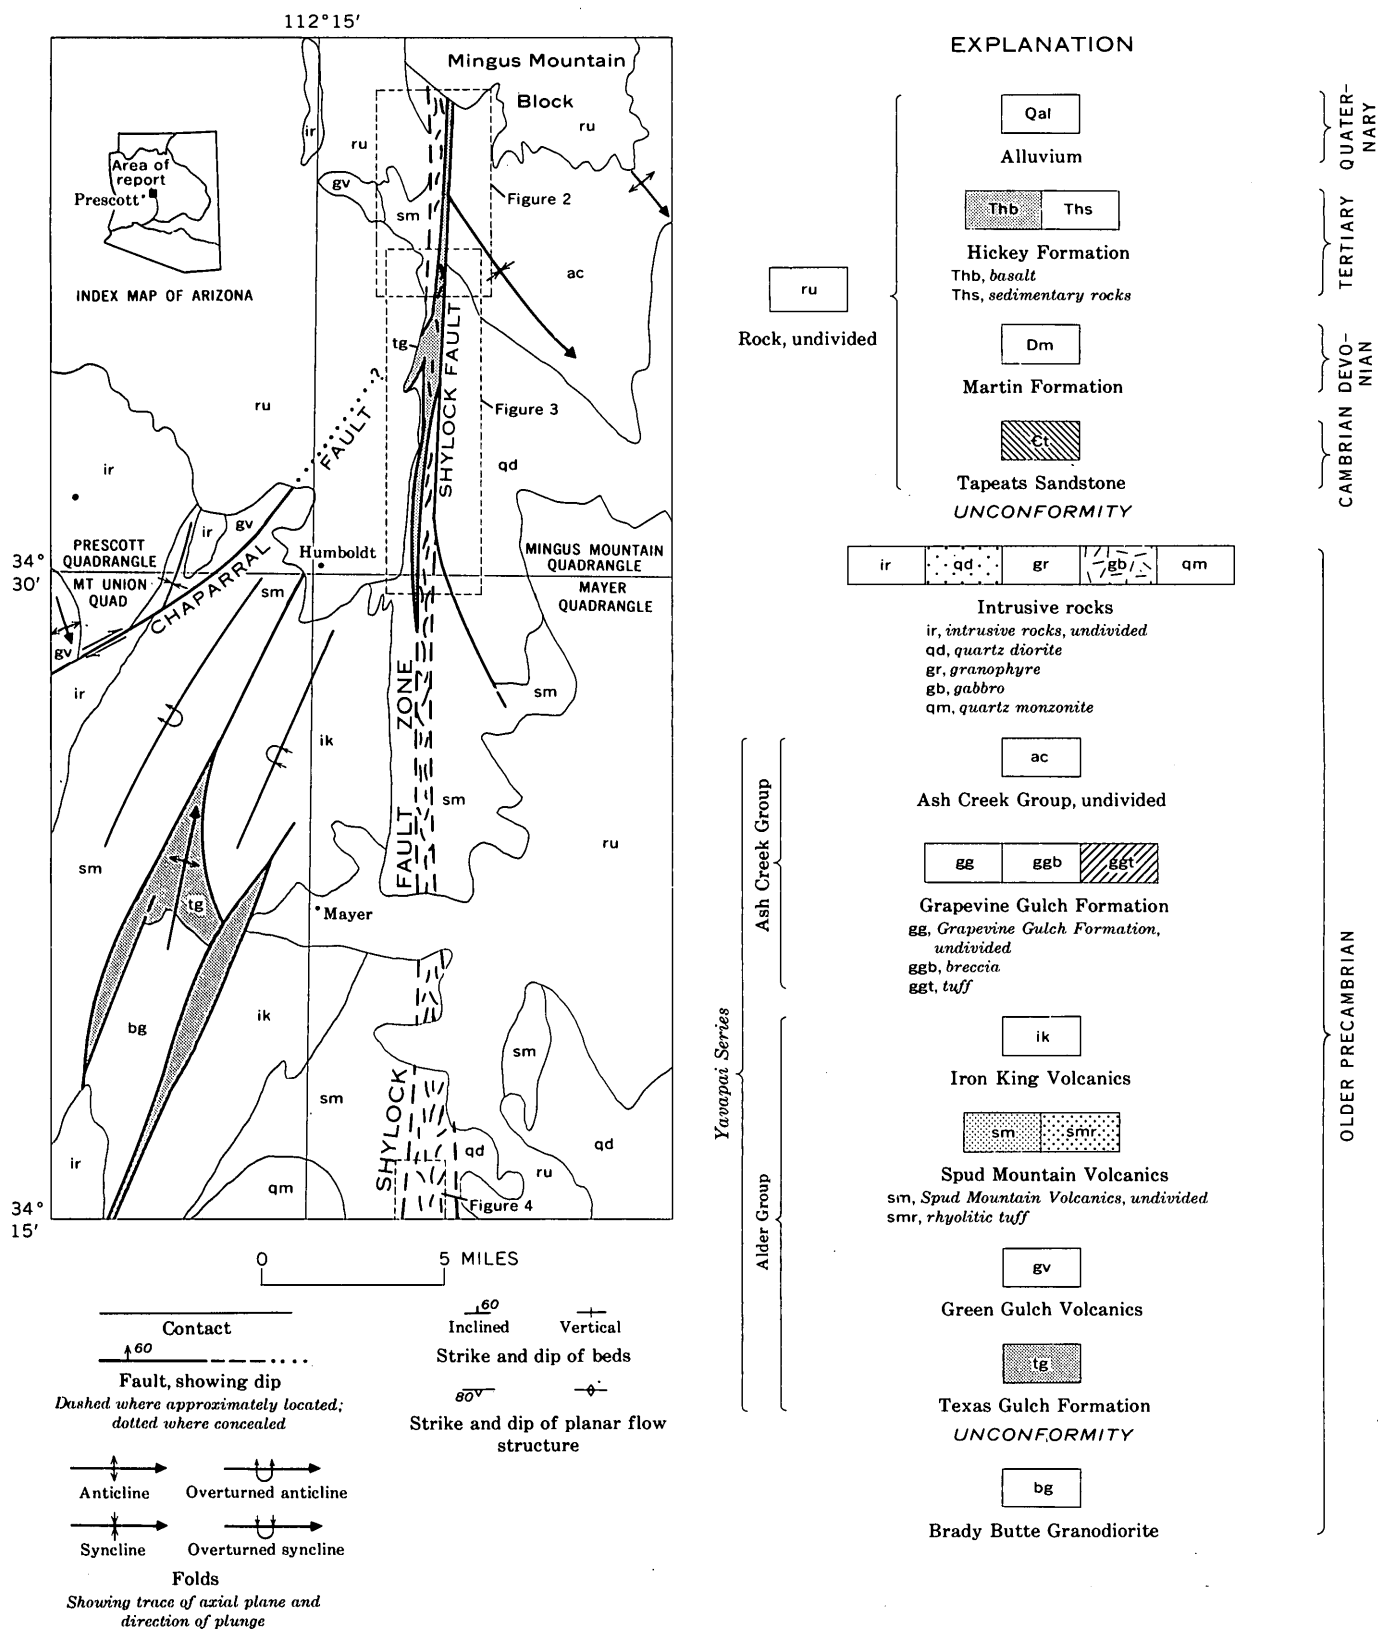 112°15'
Mingus Mountain
Block
ru
ir
ru
gv
sm
Figure 2
ac
Area of
report
Prescott
INDEX MAP OF ARIZONA
tg
SHYLOCK FAULT
?
ru
FAULT
Figure 3
ir
qd
ir
gv
34°
30'
PRESCOTT
QUADRANGLE
MT UNION
QUAD
CHAPARRAL
Humboldt
MINGUS MOUNTAIN
QUADRANGLE
MAYER
QUADRANGLE
sm
gv
ir
sm
ik
FAULT ZONE
sm
ru
sm
tg
Mayer
bg
ik
sm
sm
SHYLOCK
qd
qd
ru
ir
qm
Figure 4
34°
15'
0 5 MILES
Contact
60
Fault, showing dip
Dashed where approximately located;
dotted where concealed
Anticline Overturned anticline
Syncline Overturned syncline
Folds
Showing trace of axial plane and
direction of plunge
60
Inclined Vertical
Strike and dip of beds
80
Strike and dip of planar flow
structure
EXPLANATION
Qal
Alluvium
QUATER-
NARY
Thb Ths
Hickey Formation
Thb, basalt
Ths, sedimentary rocks
TERTIARY
ru
Rock, undivided
Dm
Martin Formation
DEVO-
NIAN
Єt
Tapeats Sandstone
CAMBRIAN
UNCONFORMITY
ir qd gr gb qm
Intrusive rocks
ir, intrusive rocks, undivided
qd, quartz diorite
gr, granophyre
gb, gabbro
qm, quartz monzonite
ac
Ash Creek Group, undivided
gg ggb ggt
Grapevine Gulch Formation
gg, Grapevine Gulch Formation,
undivided
ggb, breccia
ggt, tuff
Ash Creek Group
ik
Iron King Volcanics
sm smr
Spud Mountain Volcanics
sm, Spud Mountain Volcanics, undivided
smr, rhyolitic tuff
gv
Green Gulch Volcanics
tg
Texas Gulch Formation
Alder Group
Yavapai Series
UNCONFORMITY
bg
Brady Butte Granodiorite
OLDER PRECAMBRIAN